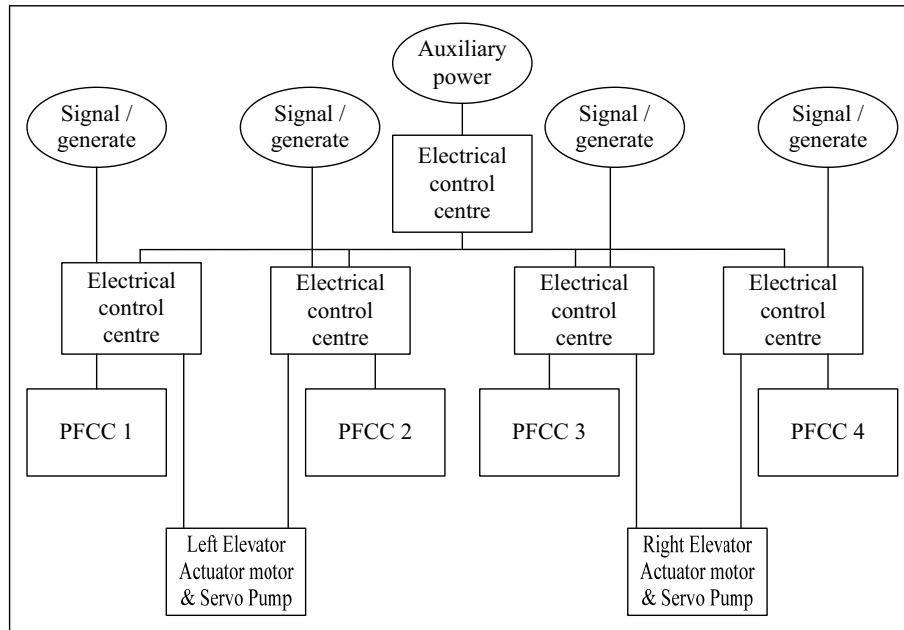 Auxiliary
power
Signal /
generate
Signal /
generate
Signal /
generate
Signal /
generate
Electrical
control
centre
Electrical
control
centre
Electrical
control
centre
Electrical
control
centre
Electrical
control
centre
PFCC 1
PFCC 2
PFCC 3
PFCC 4
Left Elevator
Actuator motor
& Servo Pump
Right Elevator
Actuator motor
& Servo Pump